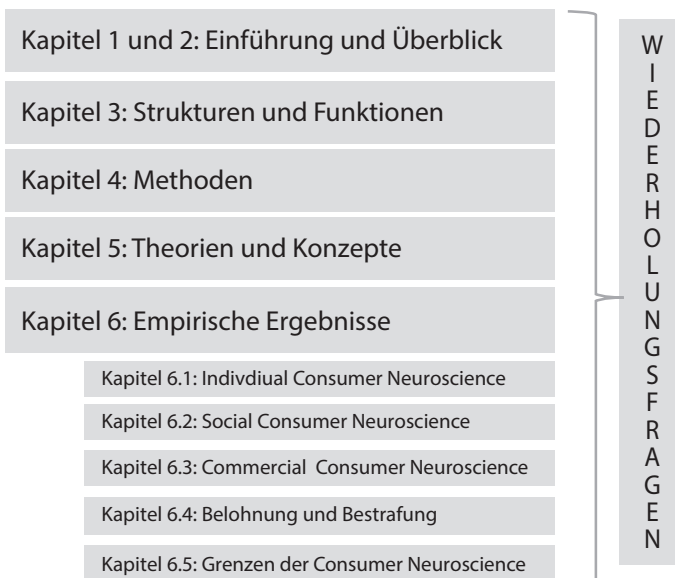 Kapitel 1 und 2: Einführung und Überblick
Kapitel 3: Strukturen und Funktionen
Kapitel 4: Methoden
Kapitel 5: Theorien und Konzepte
Kapitel 6: Empirische Ergebnisse
Kapitel 6.1: Indivdiual Consumer Neuroscience
Kapitel 6.2: Social Consumer Neuroscience
Kapitel 6.3: Commercial Consumer Neuroscience
Kapitel 6.4: Belohnung und Bestrafung
Kapitel 6.5: Grenzen der Consumer Neuroscience
WIEDERHOLUNGSFRAGEN